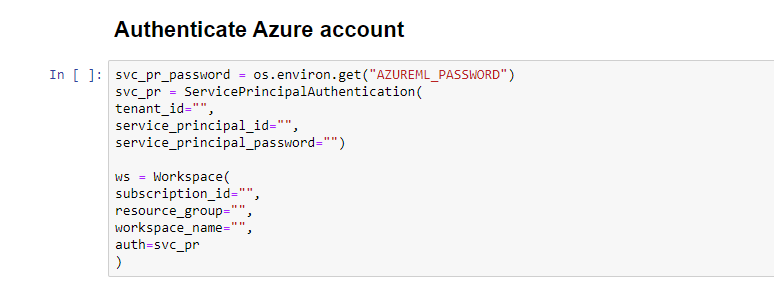 Authenticate Azure account
In [ ]: svc_pr_password = os.environ.get("AZUREML_PASSWORD")
svc_pr = ServicePrincipalAuthentication(
tenant_id="",
service_principal_id="",
service_principal_password="")
ws = Workspace(
subscription_id="",
resource_group="",
workspace_name="",
auth=svc_pr
)